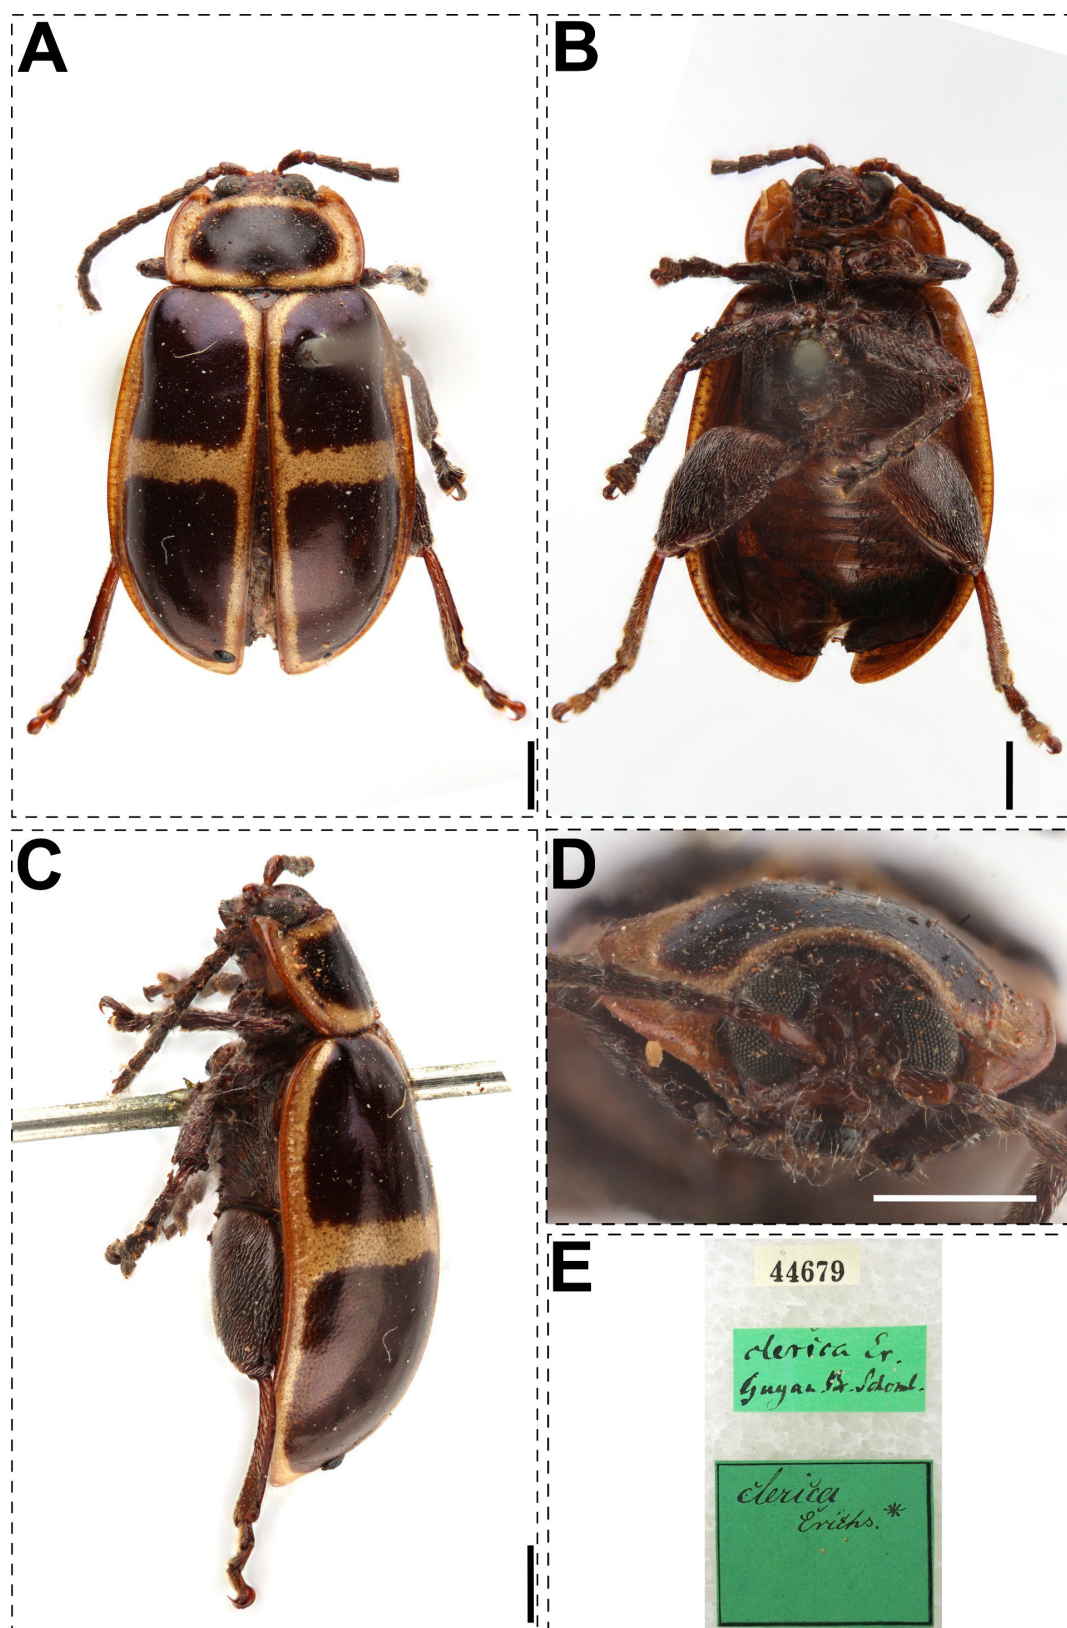 A
B
C
D
E
44679
clerica Er.
Guyan. Br. Schomb.
clerica
Erichs. *